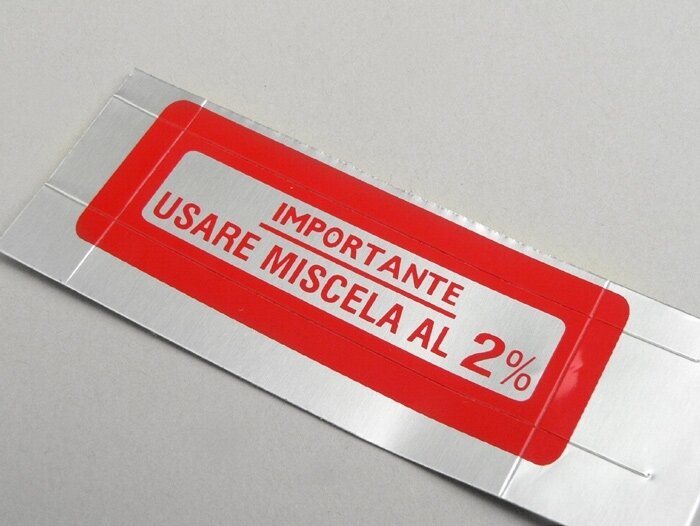 IMPORTANTE
USARE MISCELA AL 2%